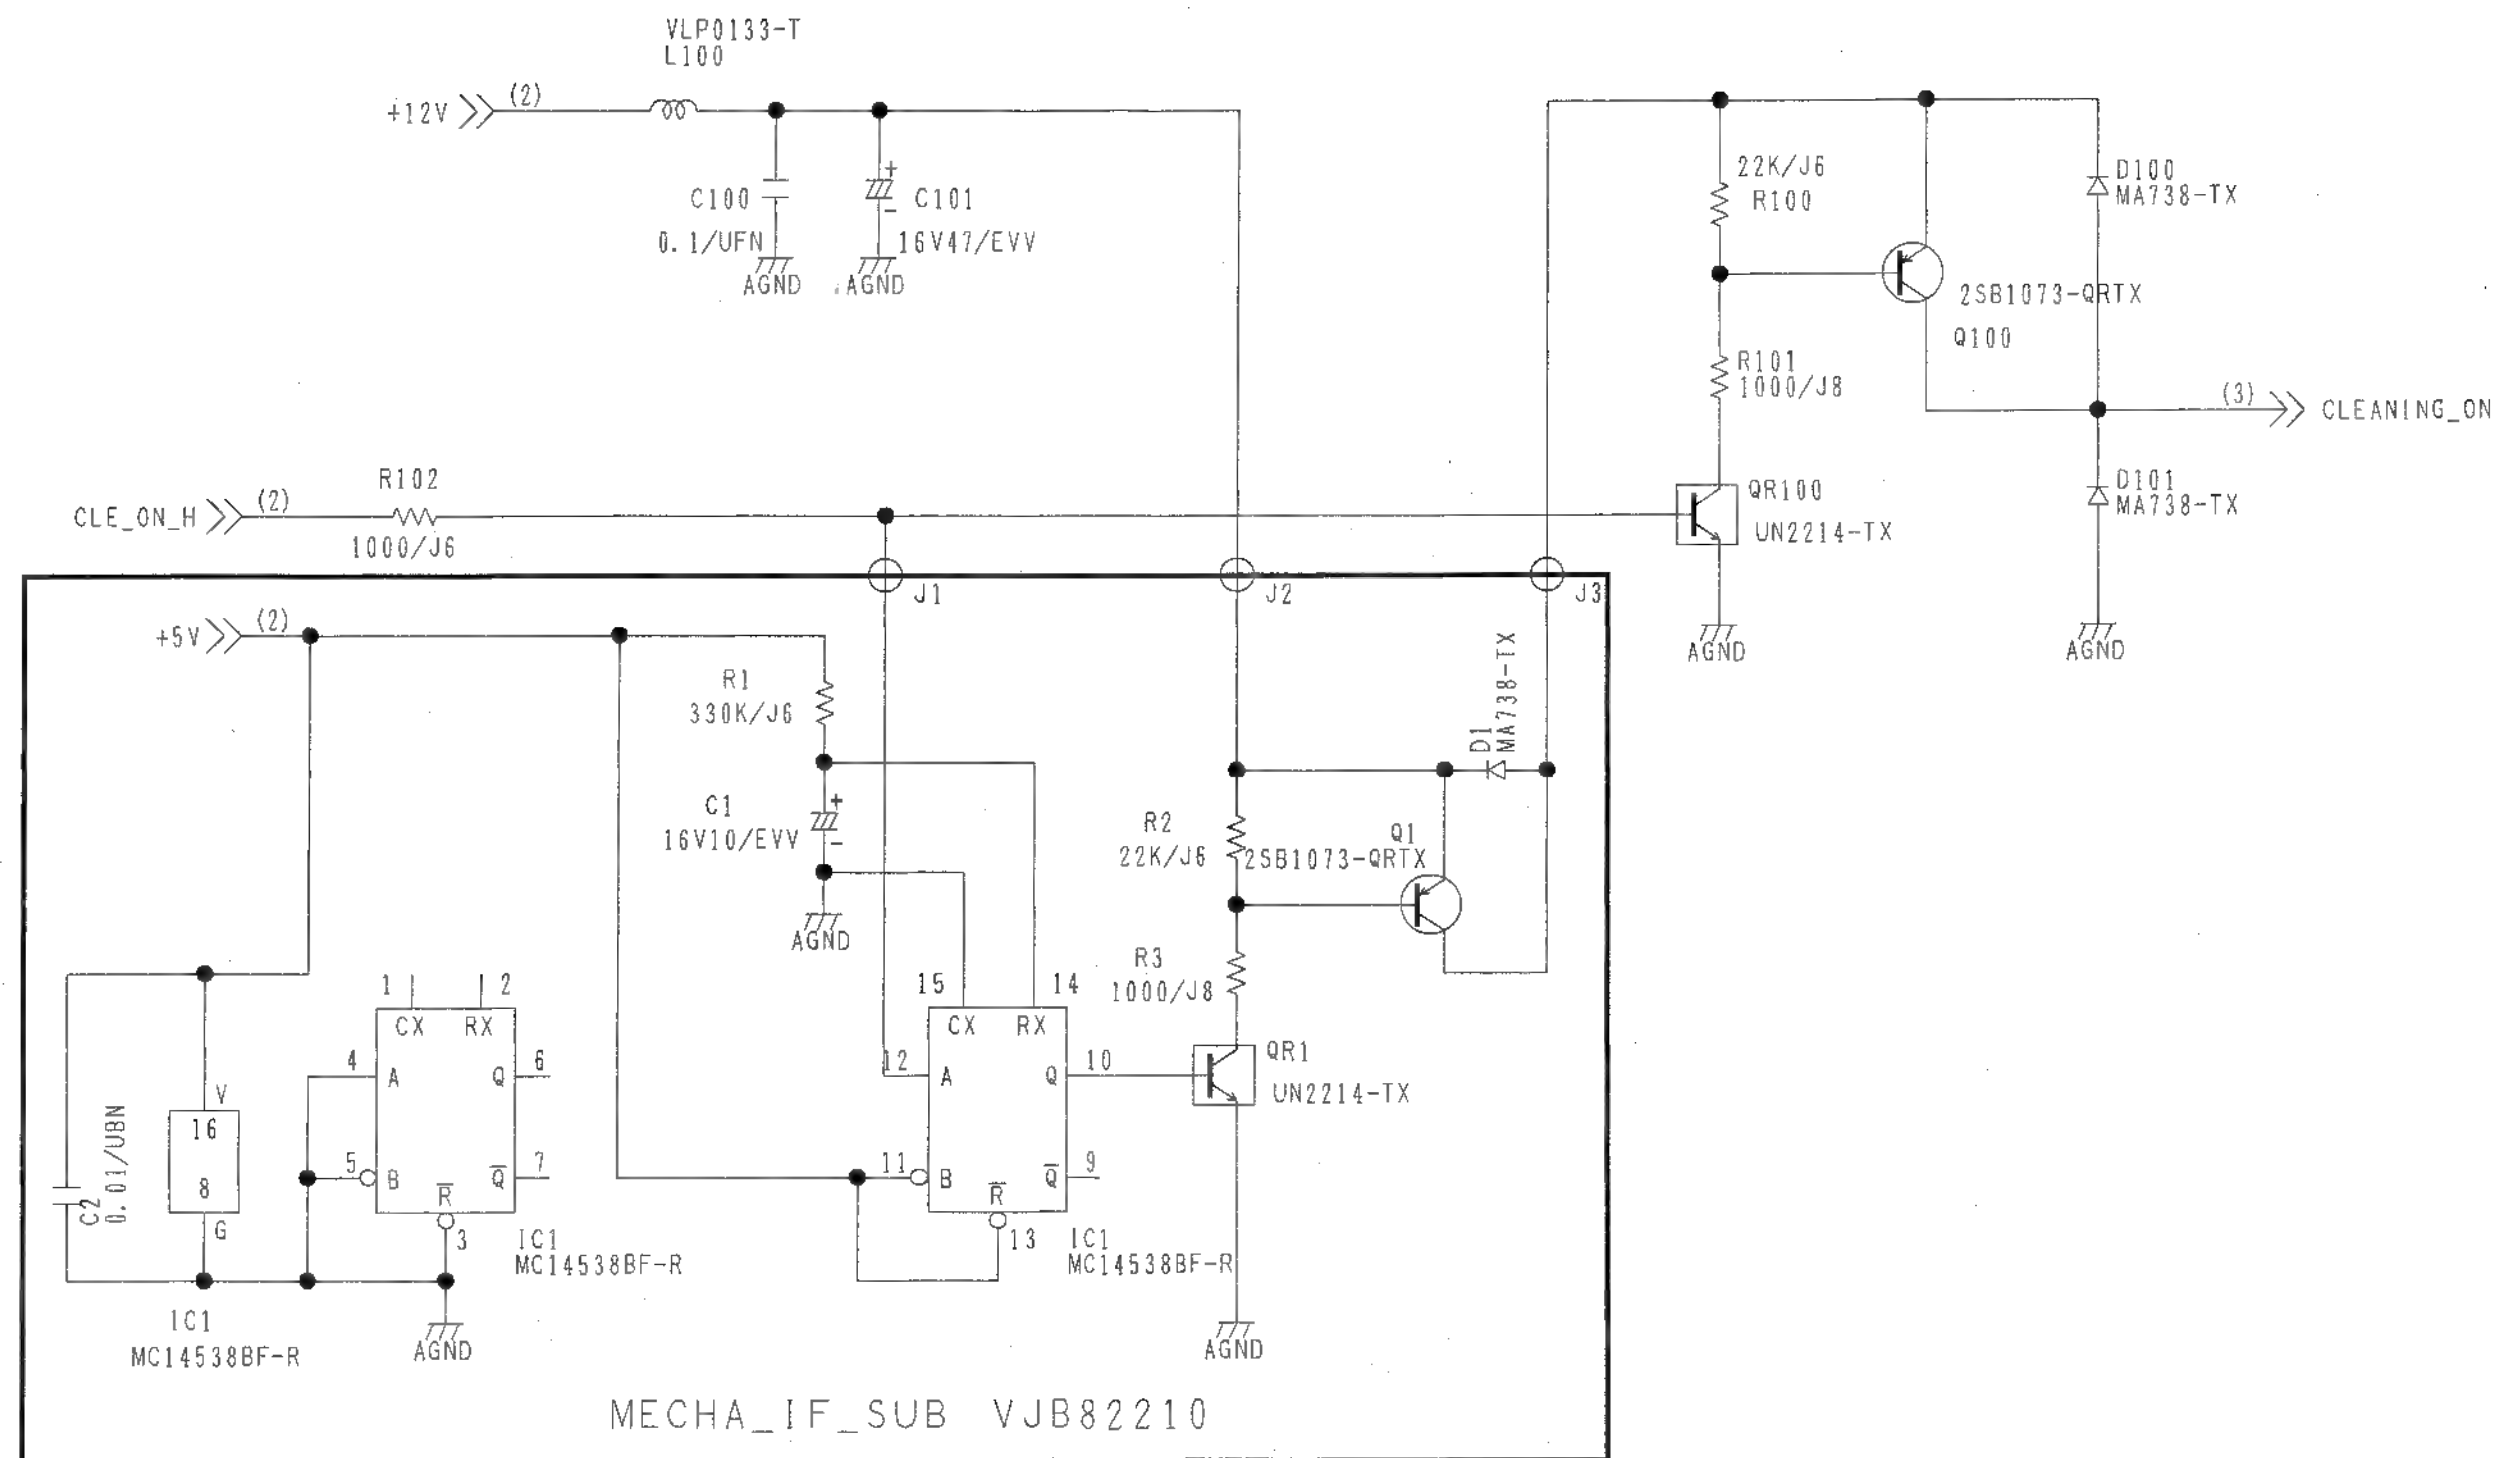 VLP0133-T
L100
+12V
(2)
C100
0.1/UFN
AGND
+
-
C101
16V47/EVV
AGND
22K/J6
R100
D100
MA738-TX
2SB1073-QRTX
Q100
R101
1000/J8
(3)
CLEANING_ON
CLE_ON_H
(2)
R102
1000/J6
QR100
UN2214-TX
AGND
D101
MA738-TX
AGND
J1
J2
J3
+5V
(2)
R1
330K/J6
C1
16V10/EVV
+
-
AGND
D1
MA738-TX
R2
22K/J6
Q1
2SB1073-QRTX
R3
1000/J8
C2
0.01/UBN
V
16
8
G
IC1
MC14538BF-R
1
2
CX
RX
4
A
Q
6
5
B
Q̅
7
R̅
3
IC1
MC14538BF-R
AGND
15
14
CX
RX
12
A
Q
10
11
B
Q̅
9
R̅
13
IC1
MC14538BF-R
QR1
UN2214-TX
AGND
MECHA_IF_SUB VJB82210